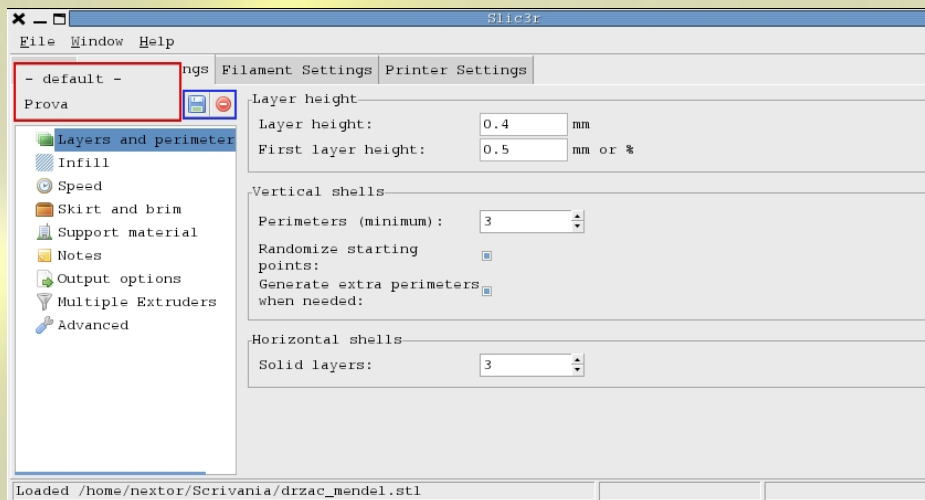 Slic3r
File Window Help
ngs Filament Settings Printer Settings
- default -
Prova
Layers and perimeter
Infill
Speed
Skirt and brim
Support material
Notes
Output options
Multiple Extruders
Advanced
Layer height
Layer height: 0.4 mm
First layer height: 0.5 mm or %
Vertical shells
Perimeters (minimum): 3
Randomize starting
points:
Generate extra perimeters
when needed:
Horizontal shells
Solid layers: 3
Loaded /home/nextor/Scrivania/drzac_mendel.stl